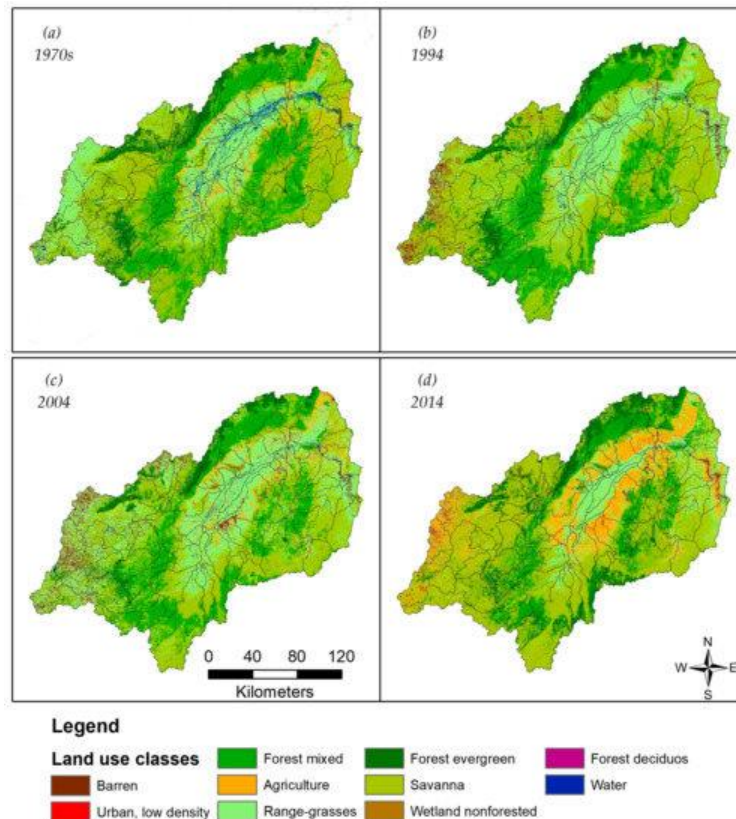 (a)
1970s
(b)
1994
(c)
2004
(d)
2014
0 40 80 120
Kilometers
N
W E
S
Legend
Land use classes
Forest mixed Forest evergreen Forest deciduos
Barren Agriculture Savanna Water
Urban, low density Range-grasses Wetland nonforested